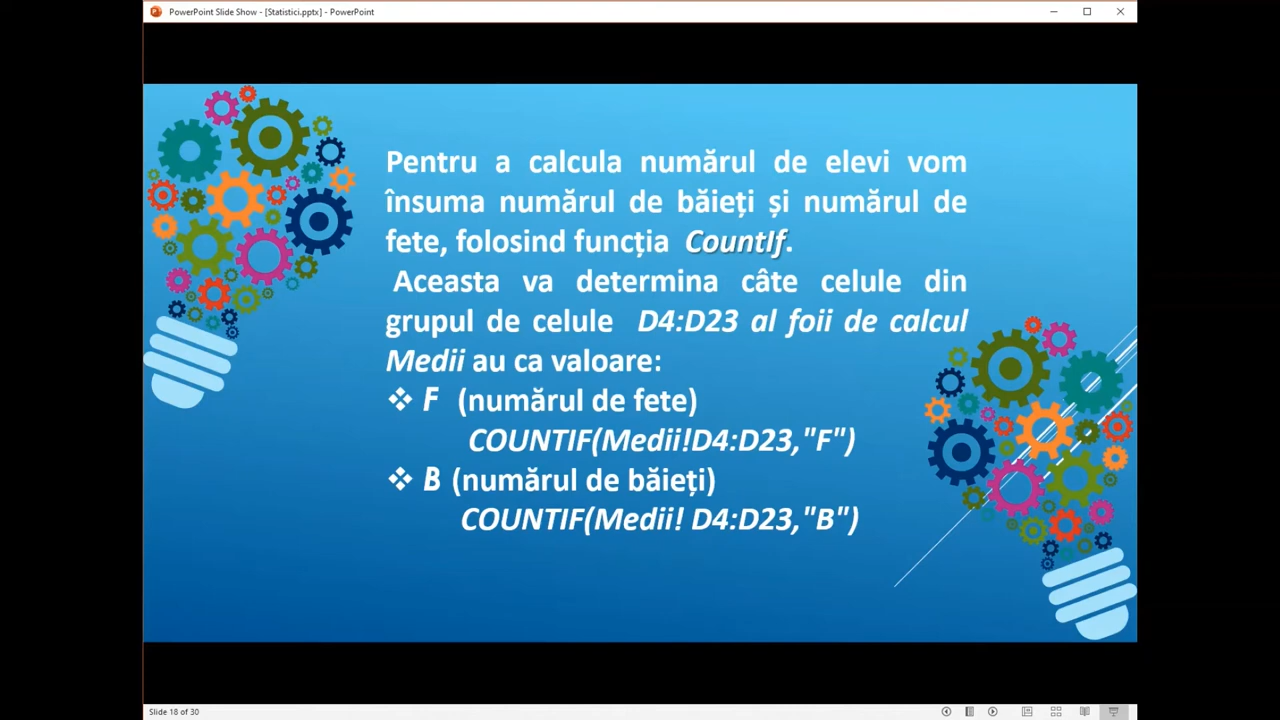 PowerPoint Slide Show - [Statistici.pptx] - PowerPoint
Pentru a calcula numărul de elevi vom
însuma numărul de băieți și numărul de
fete, folosind funcția CountIf.
Aceasta va determina câte celule din
grupul de celule D4:D23 al foii de calcul
Medii au ca valoare:
❖ F (numărul de fete)
COUNTIF(Medii!D4:D23,"F")
❖ B (numărul de băieți)
COUNTIF(Medii! D4:D23,"B")
Slide 18 of 30